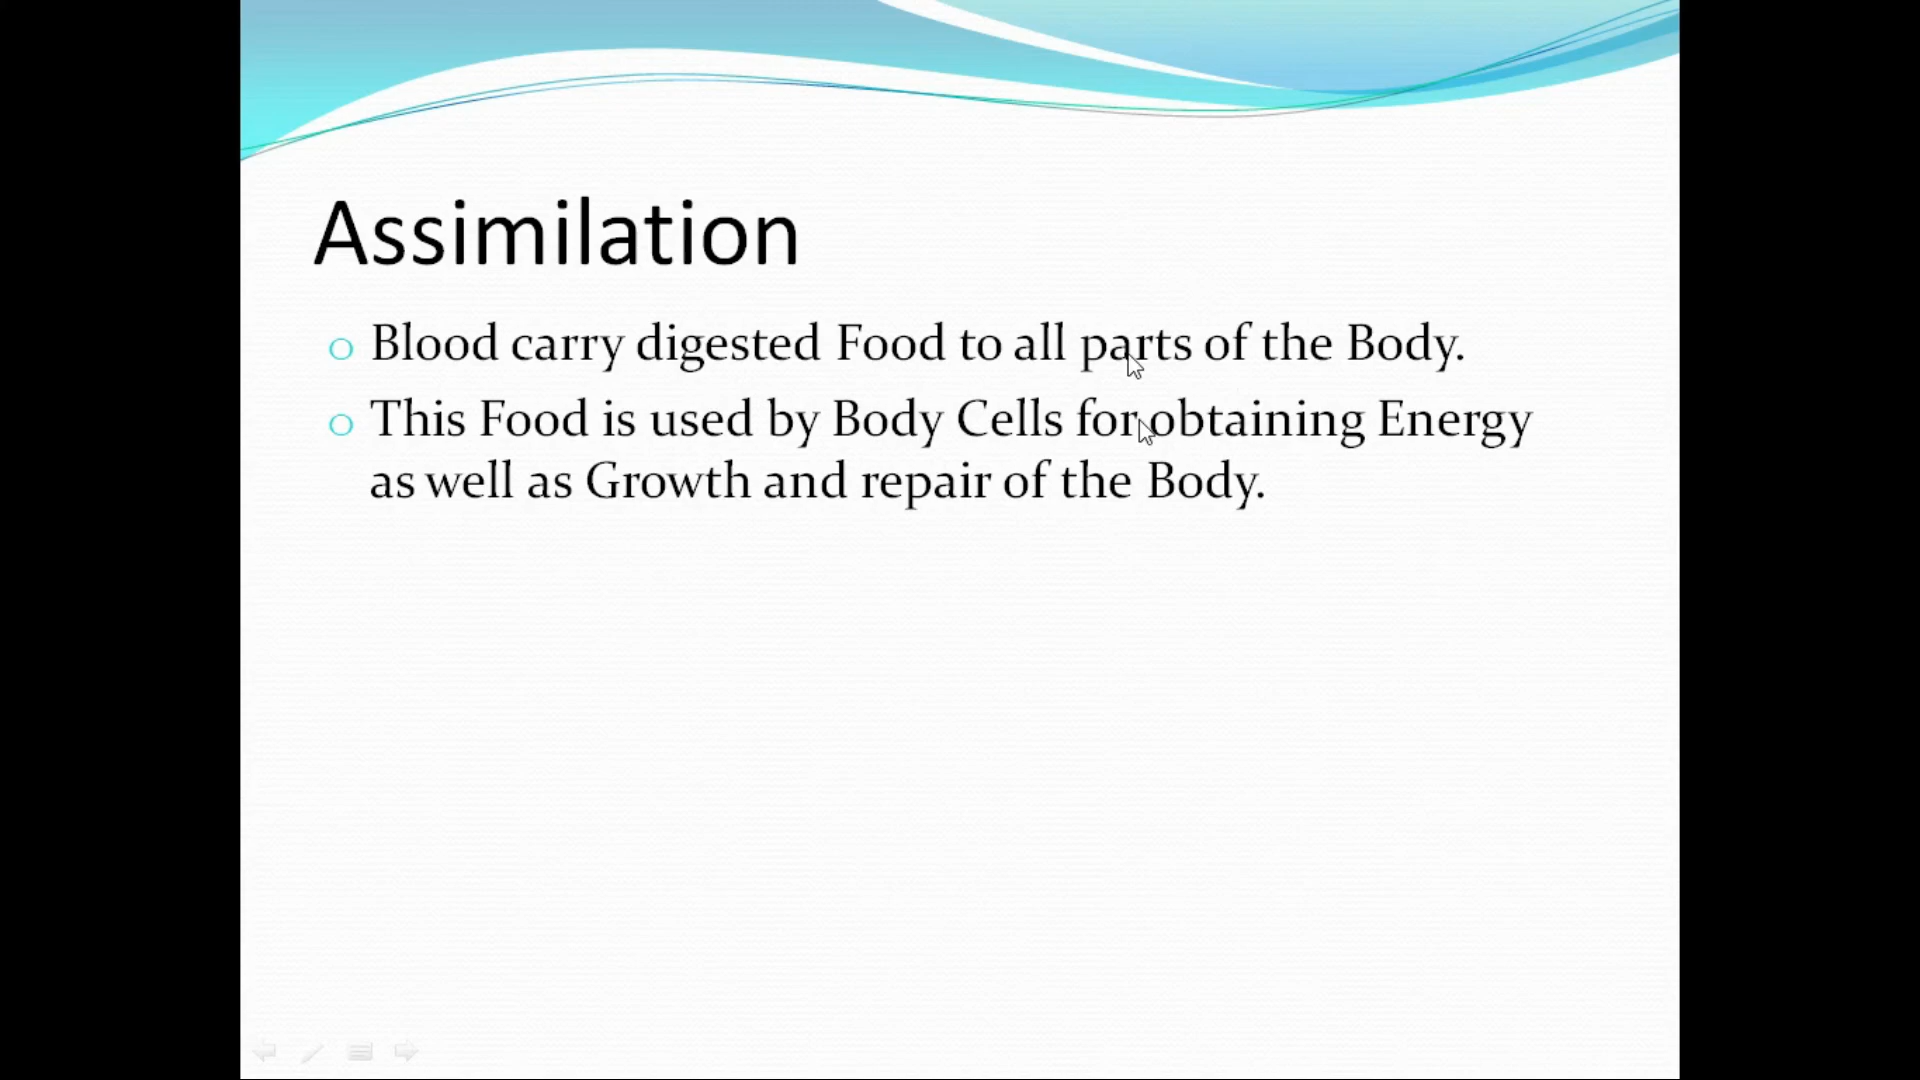 Assimilation
Blood carry digested Food to all parts of the Body.
This Food is used by Body Cells for obtaining Energy
as well as Growth and repair of the Body.